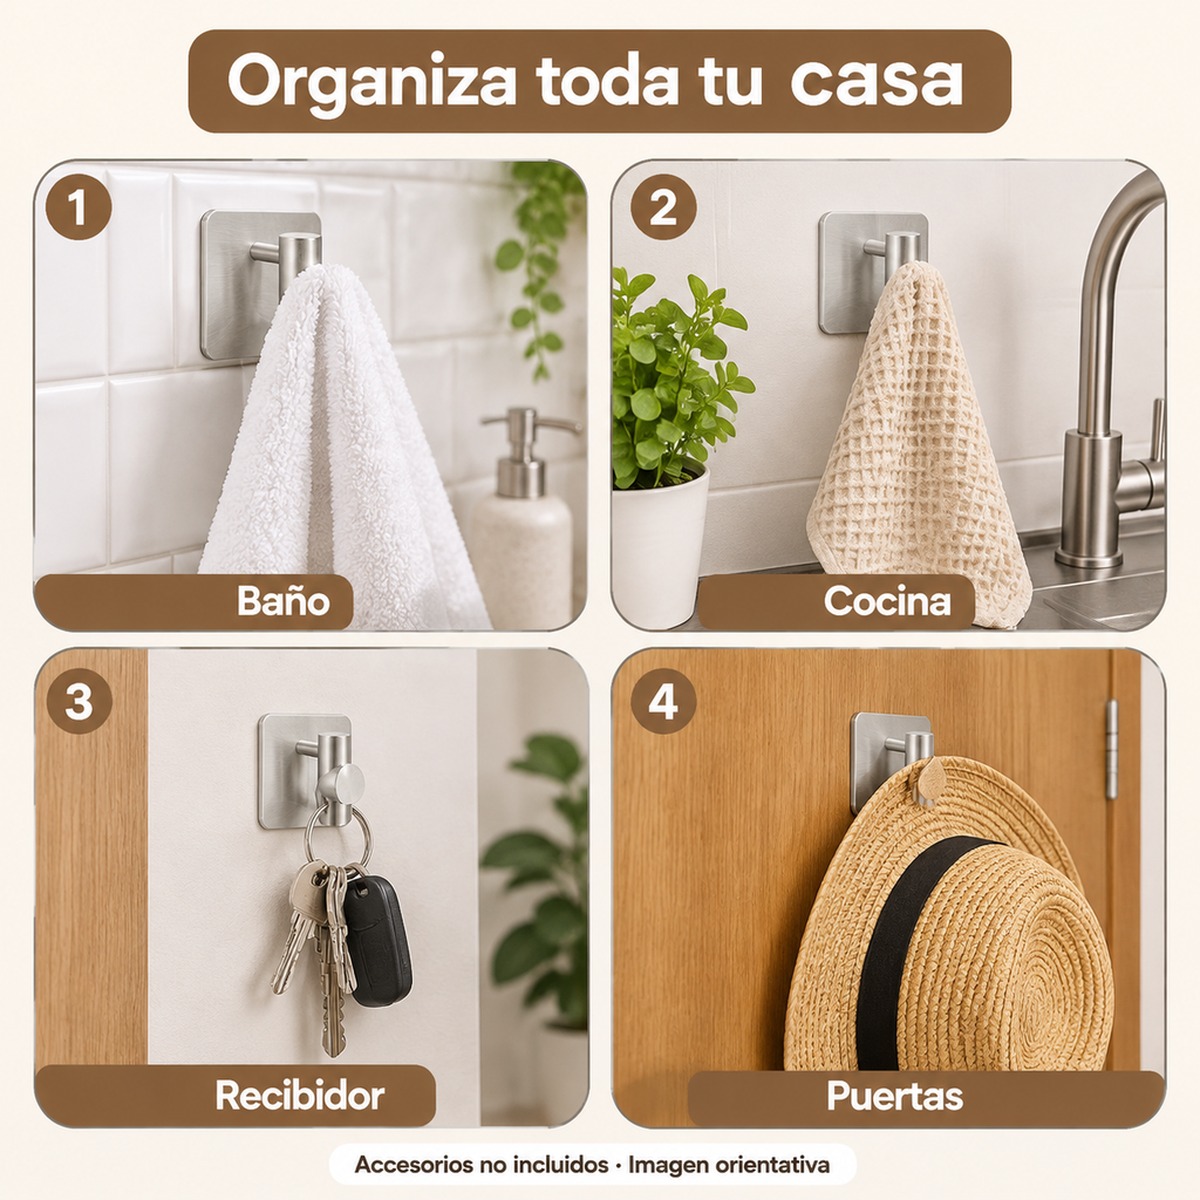 Organiza toda tu casa
1
2
Baño
Cocina
3
4
Recibidor
Puertas
Accesorios no incluidos · Imagen orientativa